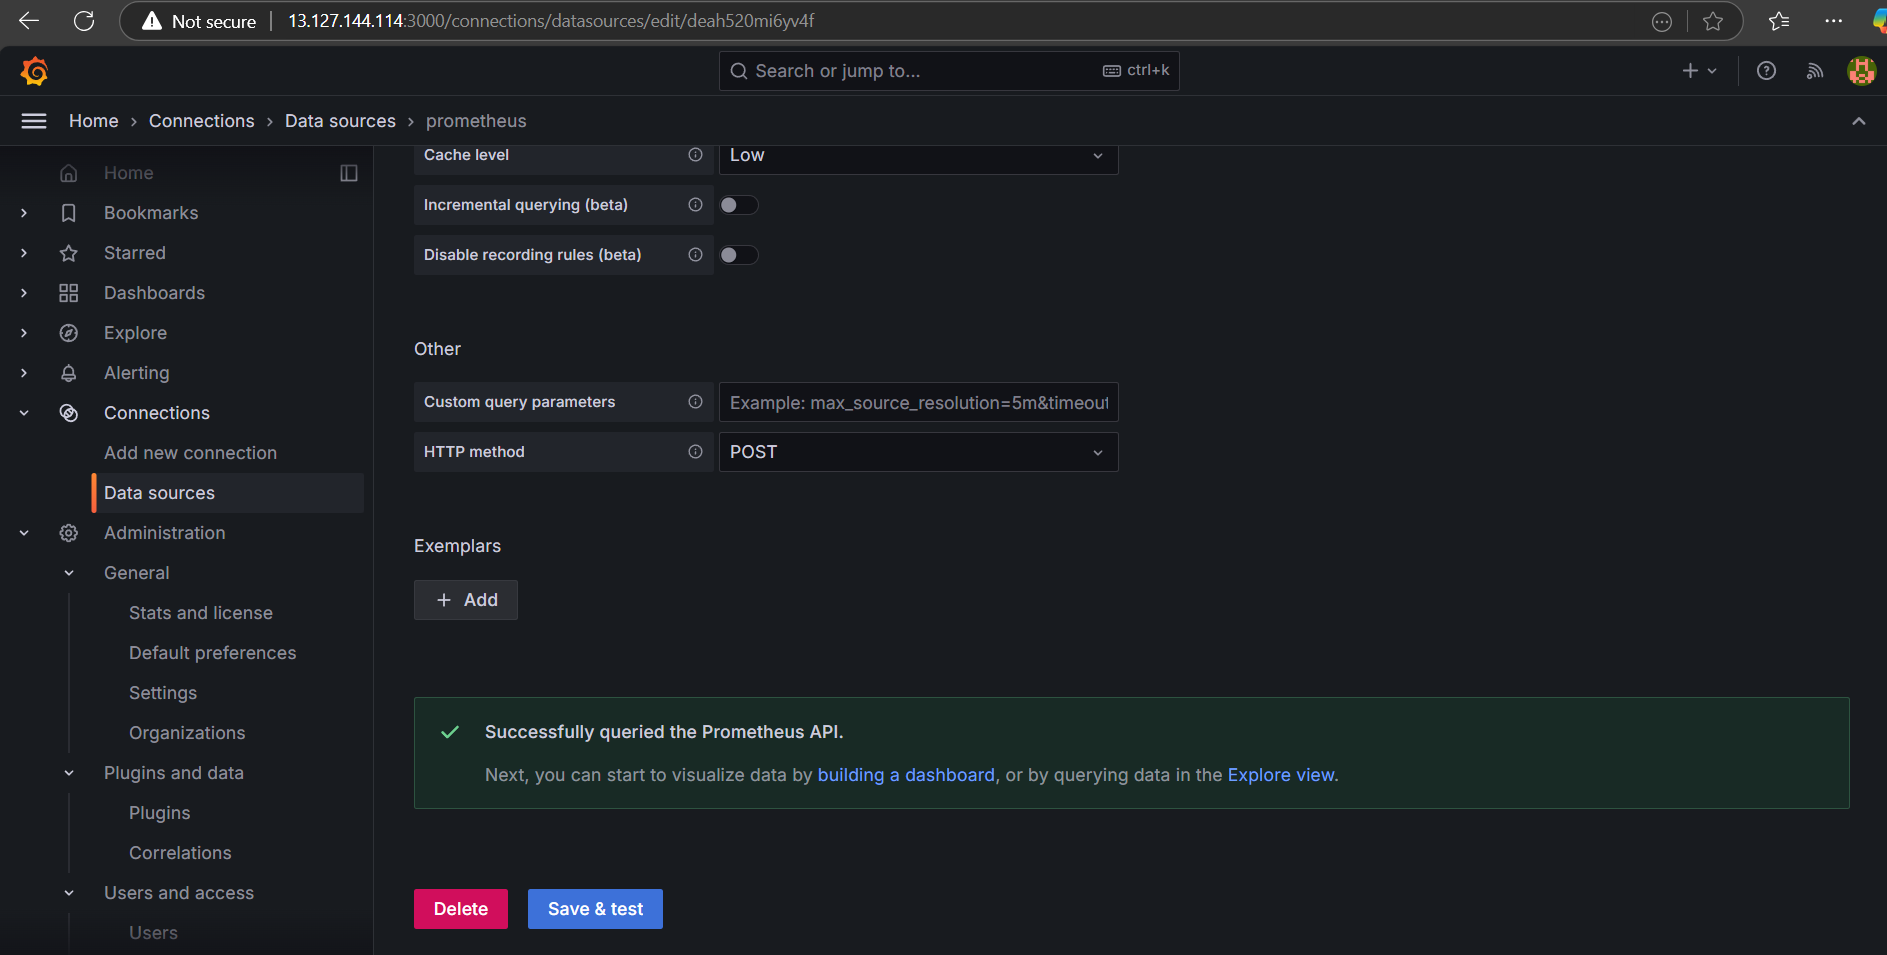 Not secure
13.127.144.114:3000/connections/datasources/edit/deah520mi6yv4f
Search or jump to...
ctrl+k
Home › Connections › Data sources › prometheus
Home
Bookmarks
Starred
Dashboards
Explore
Alerting
Connections
Add new connection
Data sources
Administration
General
Stats and license
Default preferences
Settings
Organizations
Plugins and data
Plugins
Correlations
Users and access
Users
Cache level
Low
Incremental querying (beta)
Disable recording rules (beta)
Other
Custom query parameters
Example: max_source_resolution=5m&timeout
HTTP method
POST
Exemplars
+ Add
Successfully queried the Prometheus API.
Next, you can start to visualize data by building a dashboard, or by querying data in the Explore view.
Delete
Save & test